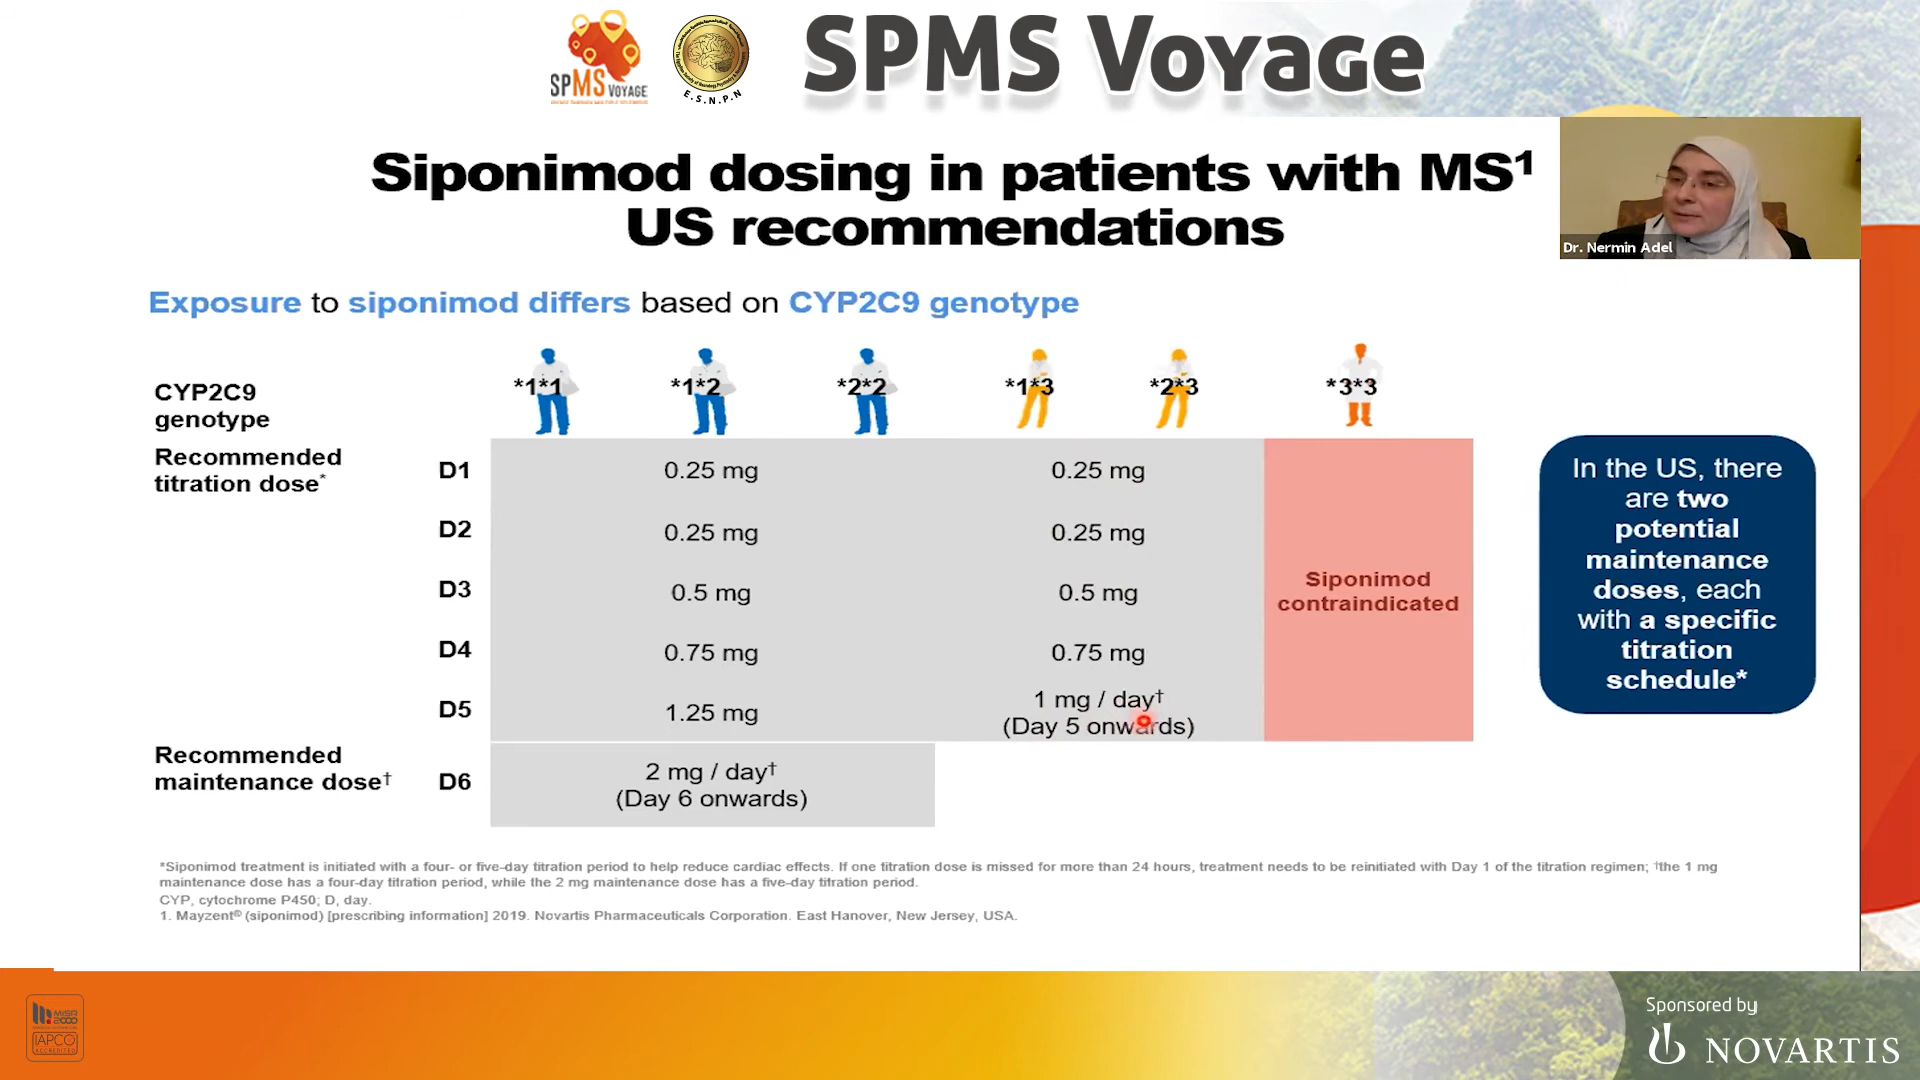 SPMS VOYAGE
E.S.N.P.N
SPMS Voyage
Siponimod dosing in patients with MS¹
US recommendations
Dr. Nermin Adel
Exposure to siponimod differs based on CYP2C9 genotype
CYP2C9
genotype
*1*1 *1*2 *2*2 *1*3 *2*3 *3*3
Recommended
titration dose*
D1 0.25 mg 0.25 mg
D2 0.25 mg 0.25 mg
D3 0.5 mg 0.5 mg
D4 0.75 mg 0.75 mg
D5 1.25 mg 1 mg / day†
(Day 5 onwards)
Siponimod
contraindicated
Recommended
maintenance dose†
D6 2 mg / day†
(Day 6 onwards)
In the US, there
are two
potential
maintenance
doses, each
with a specific
titration
schedule*
*Siponimod treatment is initiated with a four- or five-day titration period to help reduce cardiac effects. If one titration dose is missed for more than 24 hours, treatment needs to be reinitiated with Day 1 of the titration regimen; †the 1 mg
maintenance dose has a four-day titration period, while the 2 mg maintenance dose has a five-day titration period.
CYP, cytochrome P450; D, day.
1. Mayzent® (siponimod) [prescribing information] 2019. Novartis Pharmaceuticals Corporation. East Hanover, New Jersey, USA.
MISR
2000
IAPCO
ACCREDITED
Sponsored by
NOVARTIS